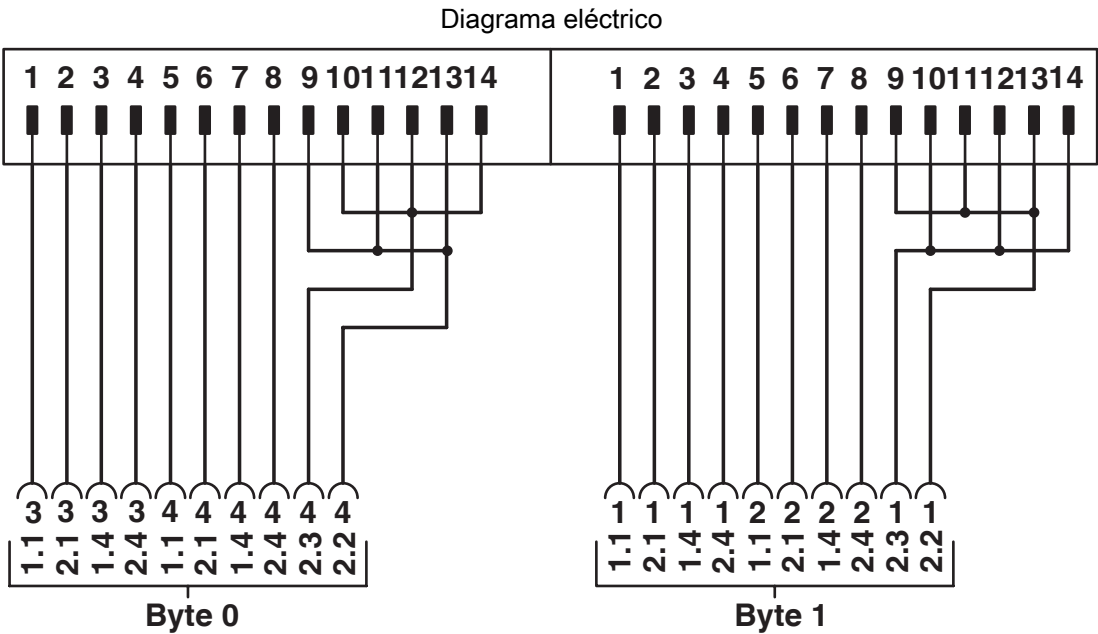 Diagrama eléctrico
1 2 3 4 5 6 7 8 9 10 11 12 13 14 1 2 3 4 5 6 7 8 9 10 11 12 13 14
3 3 3 3 4 4 4 4 4 4 1 1 1 1 2 2 2 2 1 1
1.1 2.1 1.4 2.4 1.1 2.1 1.4 2.4 2.3 2.2 1.1 2.1 1.4 2.4 1.1 2.1 1.4 2.4 2.3 2.2
Byte 0 Byte 1